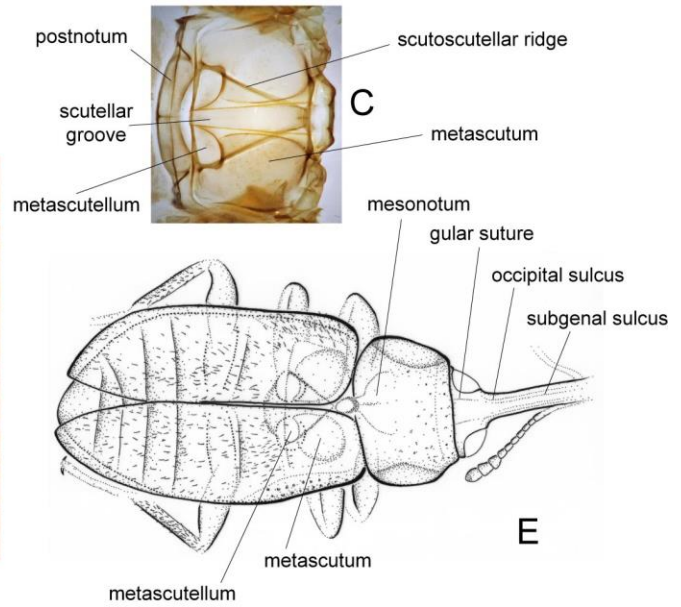 postnotum
scutoscutellar ridge
scutellar
groove
C
metascutum
metascutellum
mesonotum
gular suture
occipital sulcus
subgenal sulcus
E
metascutum
metascutellum